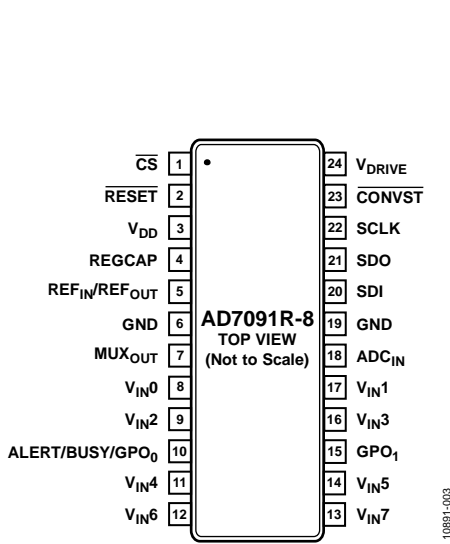 CS 1
RESET 2
VDD 3
REGCAP 4
REFIN/REFOUT 5
GND 6
MUXOUT 7
VIN0 8
VIN2 9
ALERT/BUSY/GPO0 10
VIN4 11
VIN6 12
AD7091R-8
TOP VIEW
(Not to Scale)
24 VDRIVE
23 CONVST
22 SCLK
21 SDO
20 SDI
19 GND
18 ADCIN
17 VIN1
16 VIN3
15 GPO1
14 VIN5
13 VIN7
10891-003